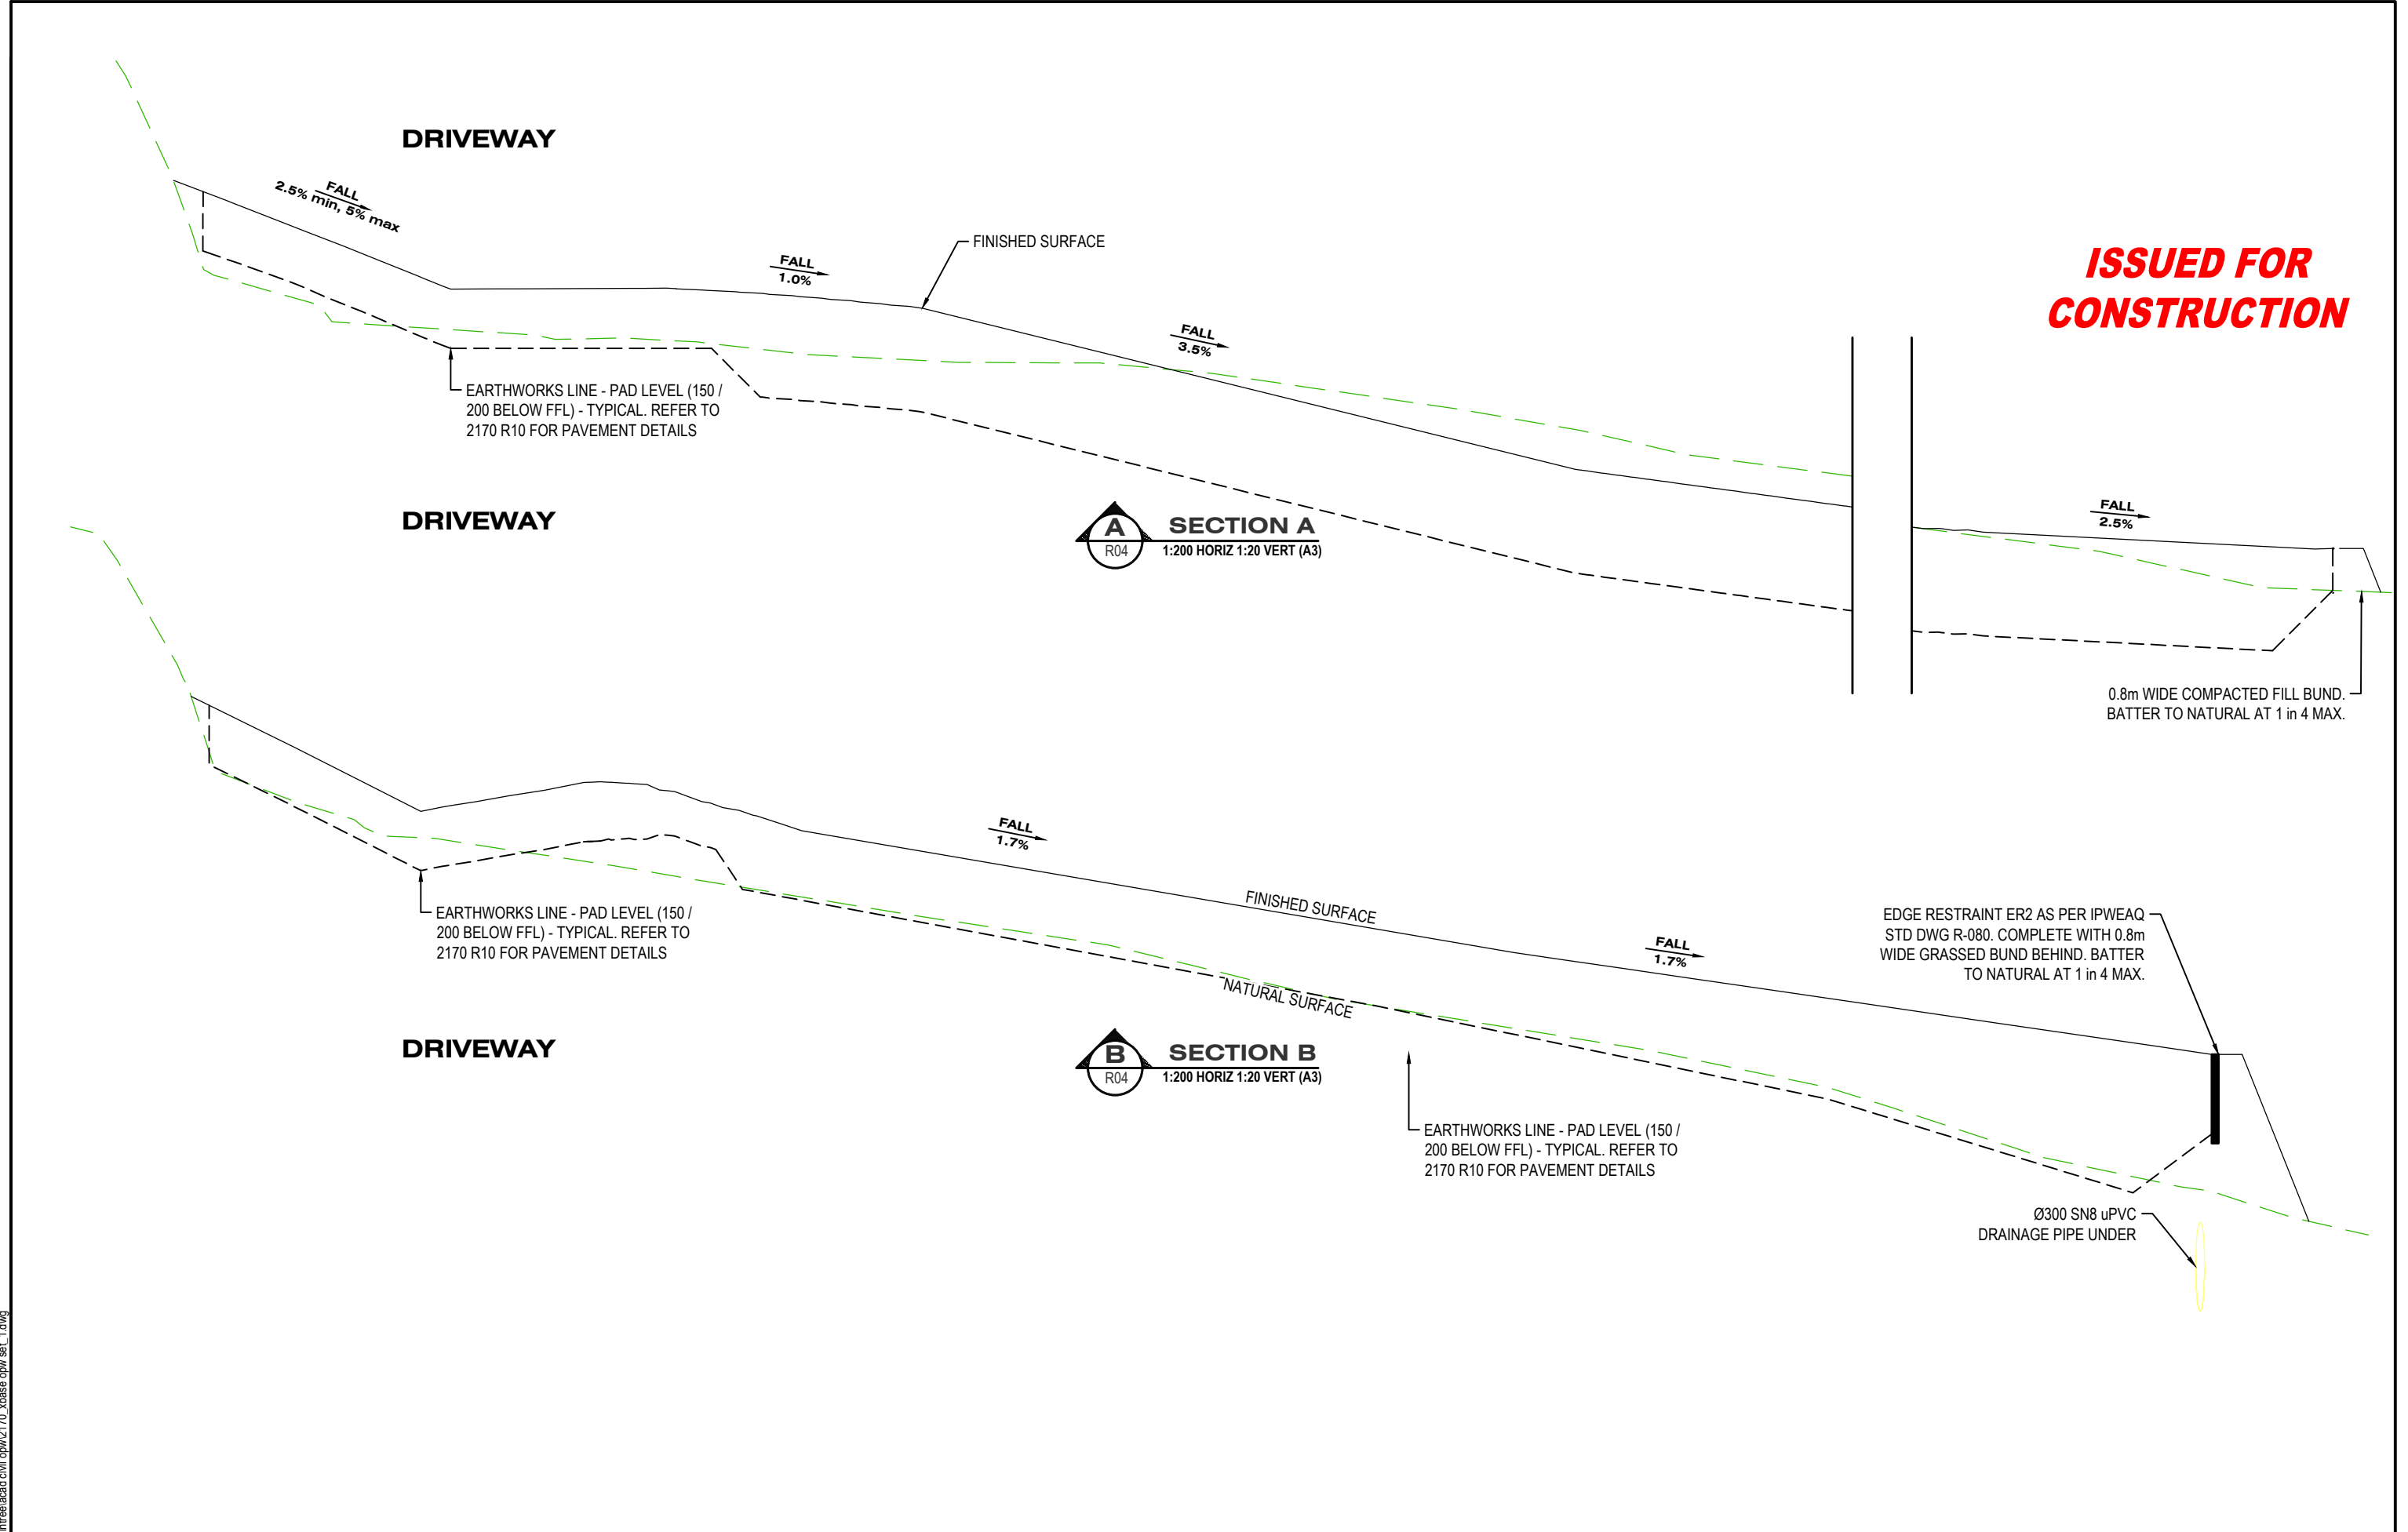 DRIVEWAY
FALL
2.5% min, 5% max
FINISHED SURFACE
FALL
1.0%
ISSUED FOR
CONSTRUCTION
FALL
3.5%
EARTHWORKS LINE - PAD LEVEL (150 /
200 BELOW FFL) - TYPICAL. REFER TO
2170 R10 FOR PAVEMENT DETAILS
DRIVEWAY
A
R04
SECTION A
1:200 HORIZ 1:20 VERT (A3)
FALL
2.5%
0.8m WIDE COMPACTED FILL BUND.
BATTER TO NATURAL AT 1 in 4 MAX.
FALL
1.7%
FINISHED SURFACE
EARTHWORKS LINE - PAD LEVEL (150 /
200 BELOW FFL) - TYPICAL. REFER TO
2170 R10 FOR PAVEMENT DETAILS
FALL
1.7%
EDGE RESTRAINT ER2 AS PER IPWEAQ
STD DWG R-080. COMPLETE WITH 0.8m
WIDE GRASSED BUND BEHIND. BATTER
TO NATURAL AT 1 in 4 MAX.
NATURAL SURFACE
DRIVEWAY
B
R04
SECTION B
1:200 HORIZ 1:20 VERT (A3)
EARTHWORKS LINE - PAD LEVEL (150 /
200 BELOW FFL) - TYPICAL. REFER TO
2170 R10 FOR PAVEMENT DETAILS
Ø300 SN8 uPVC
DRAINAGE PIPE UNDER